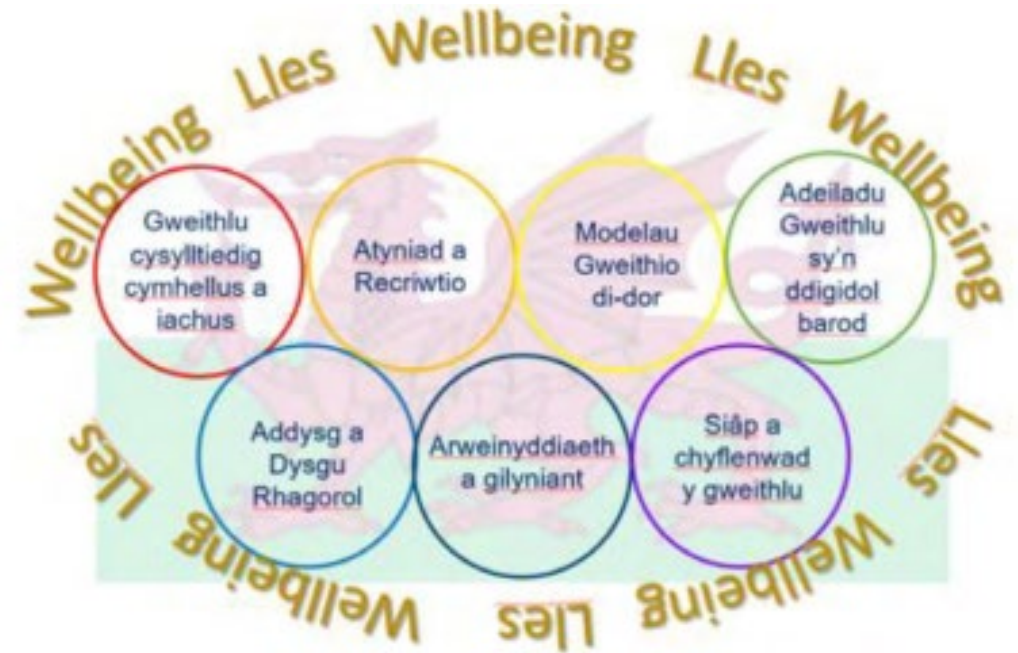 Wellbeing Lles Wellbeing Lles Wellbeing
Gweithlu
cysylltiedig
cymhellus a
iachus
Atyniad a
Recriwtio
Modelau
Gweithio
di-dor
Adeiladu
Gweithlu
sy'n
ddigidol
barod
Addysg a
Dysgu
Rhagorol
Arweinyddiaeth
a gilyniant
Siâp a
chyflenwad
y gweithlu
Lles Wellbeing Lles Wellbeing Lles